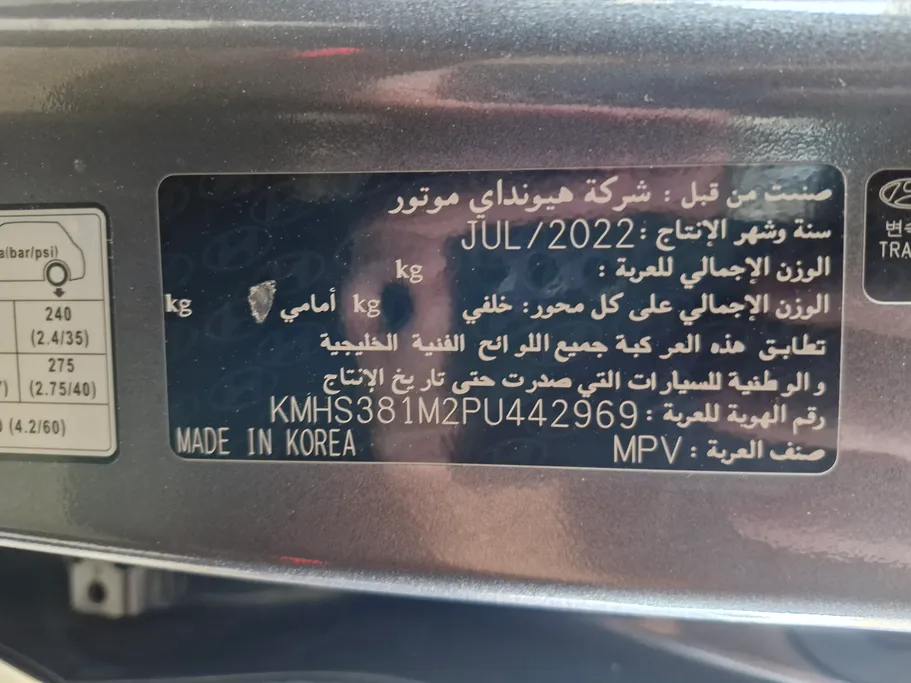 صنعت من قبل : شركة هيونداي موتور
سنة وشهر الإنتاج : JUL/2022
الوزن الإجمالي للعربة : kg
الوزن الإجمالي على كل محور: خلفي kg أمامي kg
تطابق هذه العركبة جميع اللوائح الفنية الخليجية
والوطنية للسيارات التي صدرت حتى تاريخ الإنتاج
رقم الهوية للعربة : KMHS381M2PU442969
صنف العربة : MPV
MADE IN KOREA
a(bar/psi)
240
(2.4/35)
275
(2.75/40)
(4.2/60)
TRA